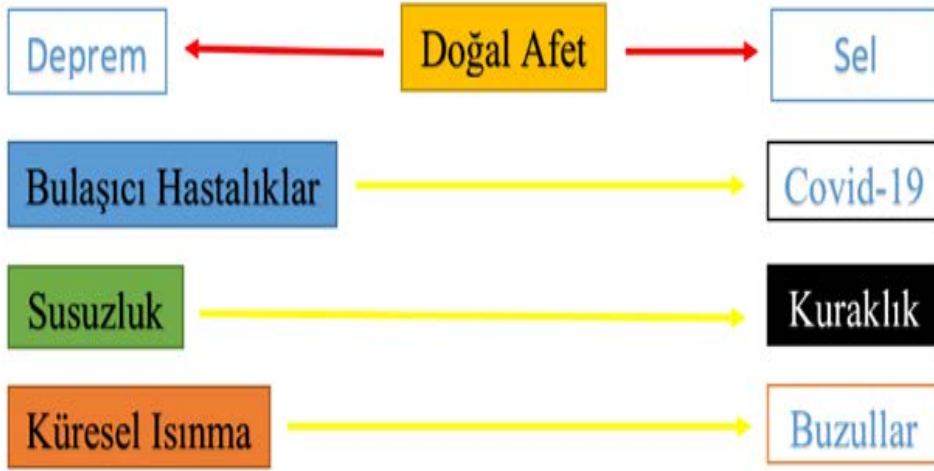 Deprem Doğal Afet Sel
Bulaşıcı Hastalıklar Covid-19
Susuzluk Kuraklık
Küresel Isınma Buzullar